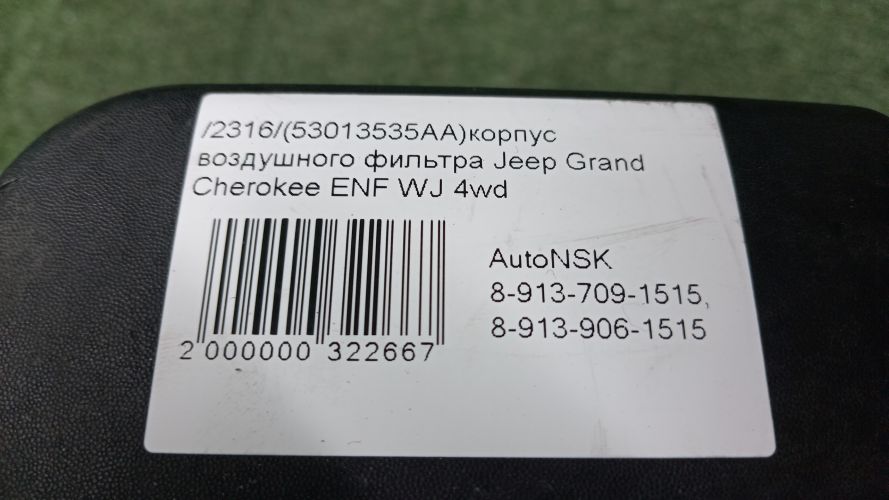 /2316/(53013535AA)корпус
воздушного фильтра Jeep Grand
Cherokee ENF WJ 4wd
AutoNSK
8-913-709-1515,
8-913-906-1515
2 000000 322667